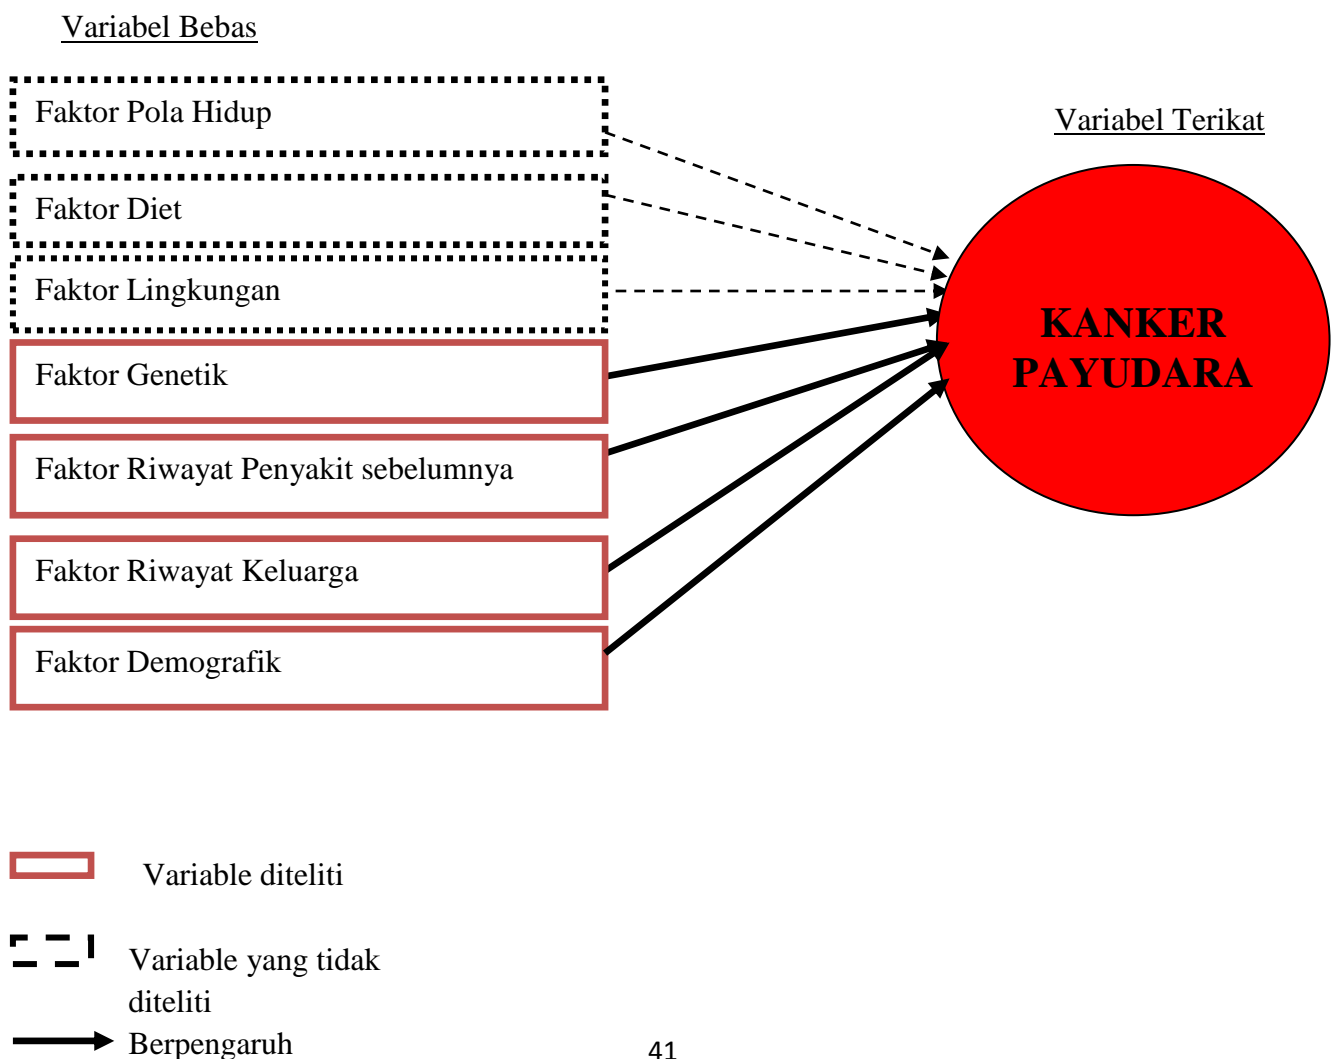 Variabel Bebas
Faktor Pola Hidup
Variabel Terikat
Faktor Diet
Faktor Lingkungan
KANKER
PAYUDARA
Faktor Genetik
Faktor Riwayat Penyakit sebelumnya
Faktor Riwayat Keluarga
Faktor Demografik
Variable diteliti
Variable yang tidak
diteliti
Berpengaruh
41